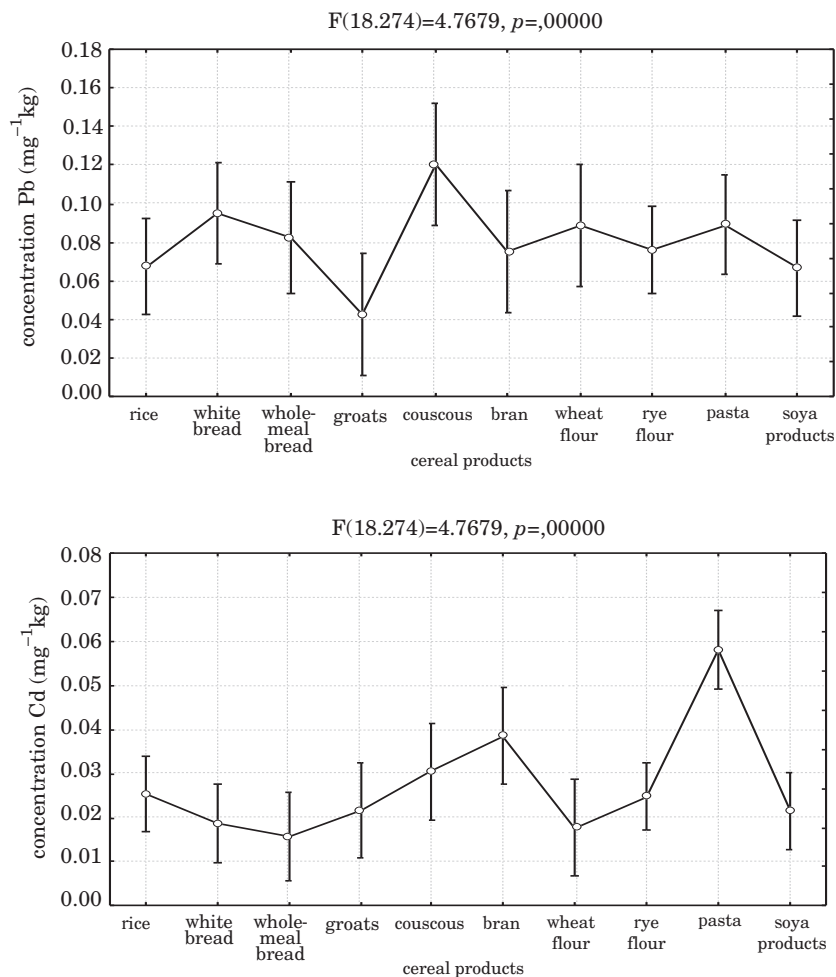 F(18.274)=4.7679, p=,00000
concentration Pb (mg⁻¹kg)
0.18
0.16
0.14
0.12
0.10
0.08
0.06
0.04
0.02
0.00
rice
white
bread
whole-
meal
bread
groats
couscous
bran
wheat
flour
rye
flour
pasta
soya
products
cereal products
F(18.274)=4.7679, p=,00000
concentration Cd (mg⁻¹kg)
0.08
0.07
0.06
0.05
0.04
0.03
0.02
0.01
0.00
rice
white
bread
whole-
meal
bread
groats
couscous
bran
wheat
flour
rye
flour
pasta
soya
products
cereal products